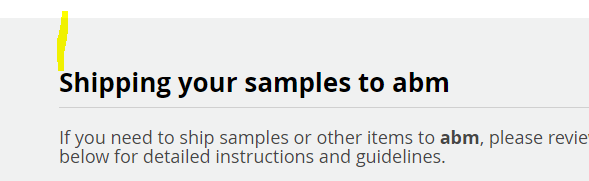 Shipping your samples to abm
If you need to ship samples or other items to abm, please
below for detailed instructions and guidelines.